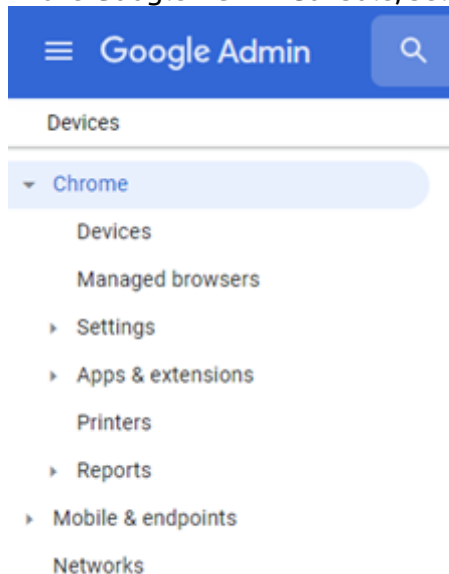 Google Admin
Devices
Chrome
Devices
Managed browsers
Settings
Apps & extensions
Printers
Reports
Mobile & endpoints
Networks